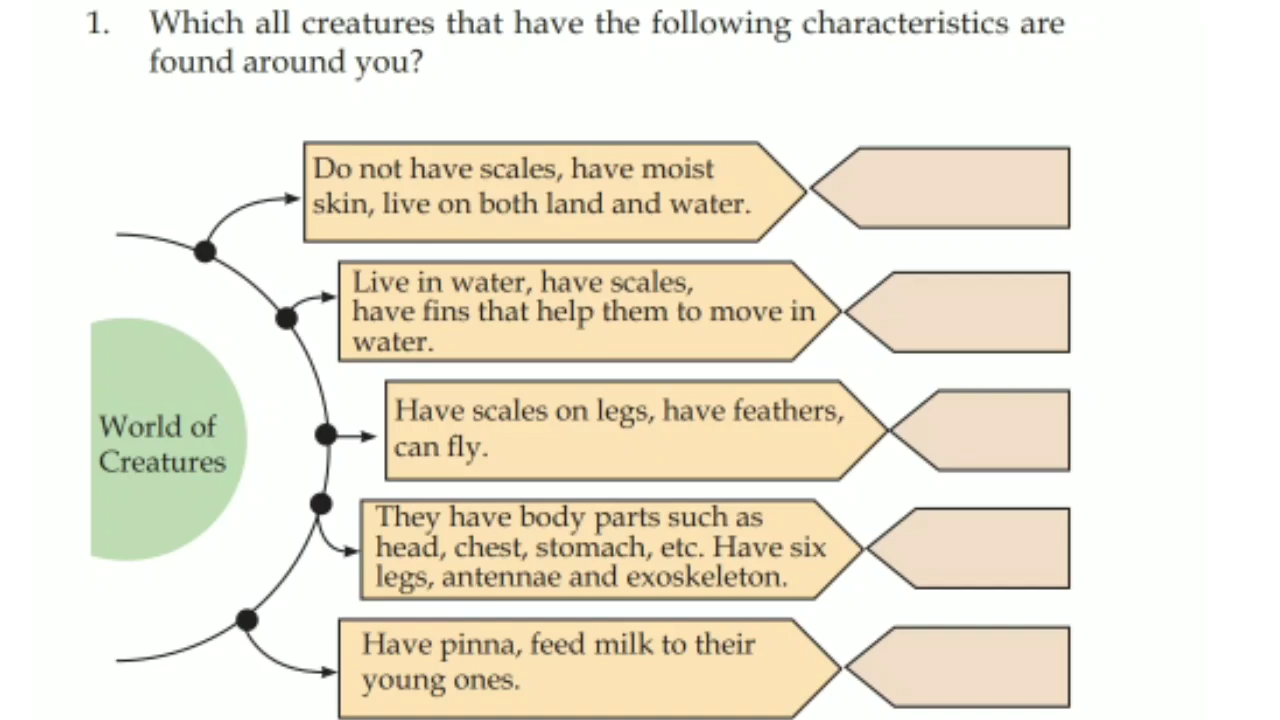 1. Which all creatures that have the following characteristics are
found around you?
Do not have scales, have moist
skin, live on both land and water.
Live in water, have scales,
have fins that help them to move in
water.
Have scales on legs, have feathers,
can fly.
World of
Creatures
They have body parts such as
head, chest, stomach, etc. Have six
legs, antennae and exoskeleton.
Have pinna, feed milk to their
young ones.